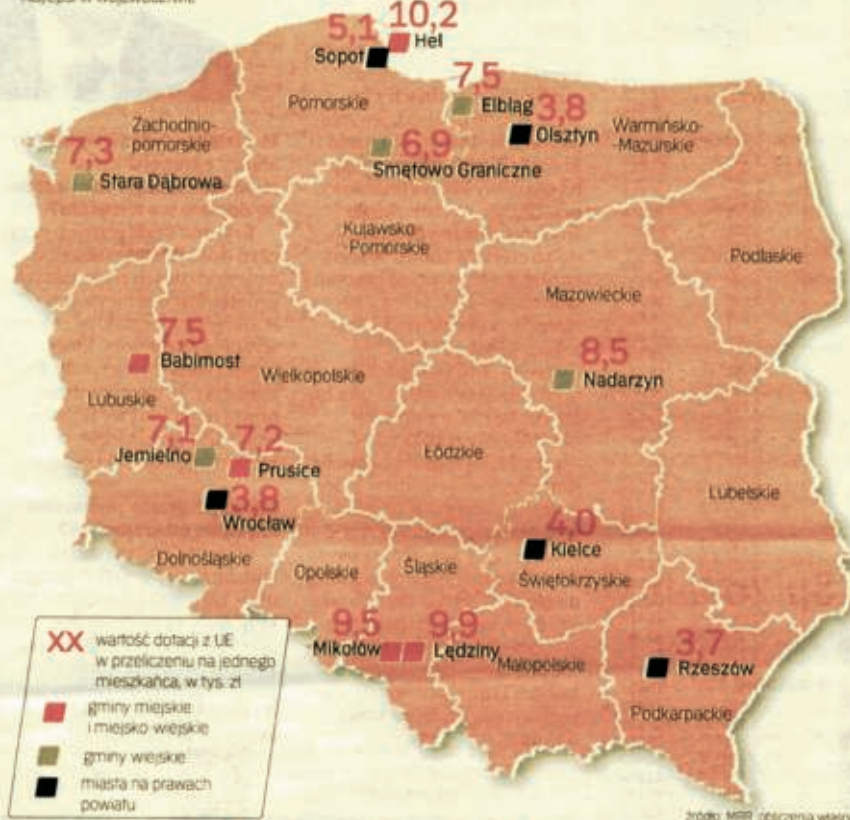 10,2
5,1
Hel
Sopot
7,5
Pomorskie
Elbląg
3,8
Olsztyn
Warmińsko-
-Mazurskie
Zachodnio-
pomorskie
7,3
6,9
Smętowo Graniczne
Stara Dąbrowa
Kujawsko-
-Pomorskie
Podlaskie
Mazowieckie
7,5
Babimost
8,5
Wielkopolskie
Nadarzyn
Lubuskie
7,1
7,2
Jemielno
Prusice
Łódzkie
3,8
Wrocław
Lubelskie
4,0
Kielce
Dolnośląskie
Opolskie
Śląskie
Świętokrzyskie
9,5
9,9
Mikołów
Lędziny
Małopolskie
3,7
Rzeszów
Podkarpackie
XX wartość dotacji z UE
w przeliczeniu na jednego
mieszkańca, w tys. zł
gminy miejskie
i miejsko wiejskie
gminy wiejskie
miasta na prawach
powiatu
źródło: MRR, obliczenia